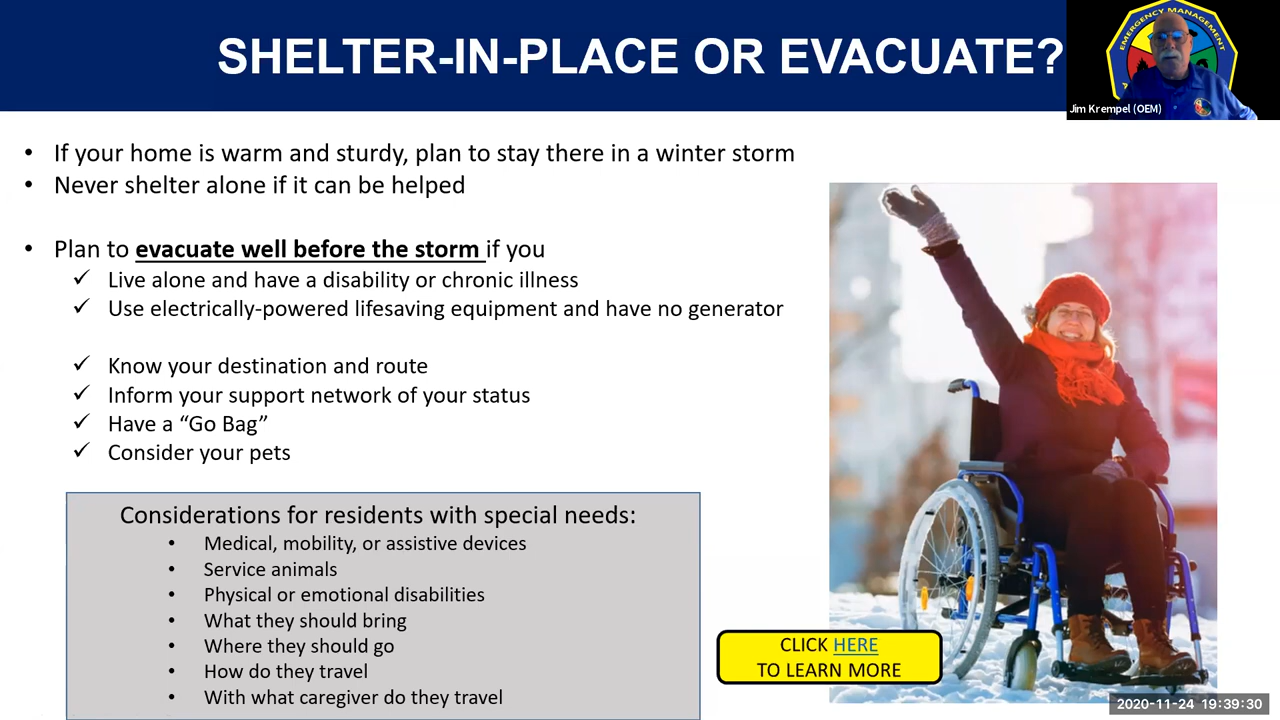 SHELTER-IN-PLACE OR EVACUATE?
EMERGENCY MANAGEMENT
Jim Krempel (OEM)
• If your home is warm and sturdy, plan to stay there in a winter storm
• Never shelter alone if it can be helped
• Plan to evacuate well before the storm if you
✓ Live alone and have a disability or chronic illness
✓ Use electrically-powered lifesaving equipment and have no generator
✓ Know your destination and route
✓ Inform your support network of your status
✓ Have a “Go Bag”
✓ Consider your pets
Considerations for residents with special needs:
• Medical, mobility, or assistive devices
• Service animals
• Physical or emotional disabilities
• What they should bring
• Where they should go
• How do they travel
• With what caregiver do they travel
CLICK HERE
TO LEARN MORE
2020-11-24 19:39:30